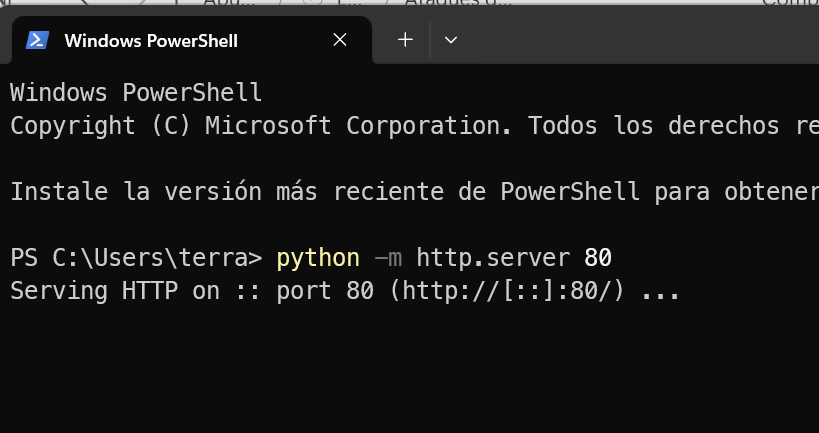 Windows PowerShell
Windows PowerShell
Copyright (C) Microsoft Corporation. Todos los derechos
Instale la versión más reciente de PowerShell para obtener
PS C:\Users\terra> python -m http.server 80
Serving HTTP on :: port 80 (http://[::]:80/) ...